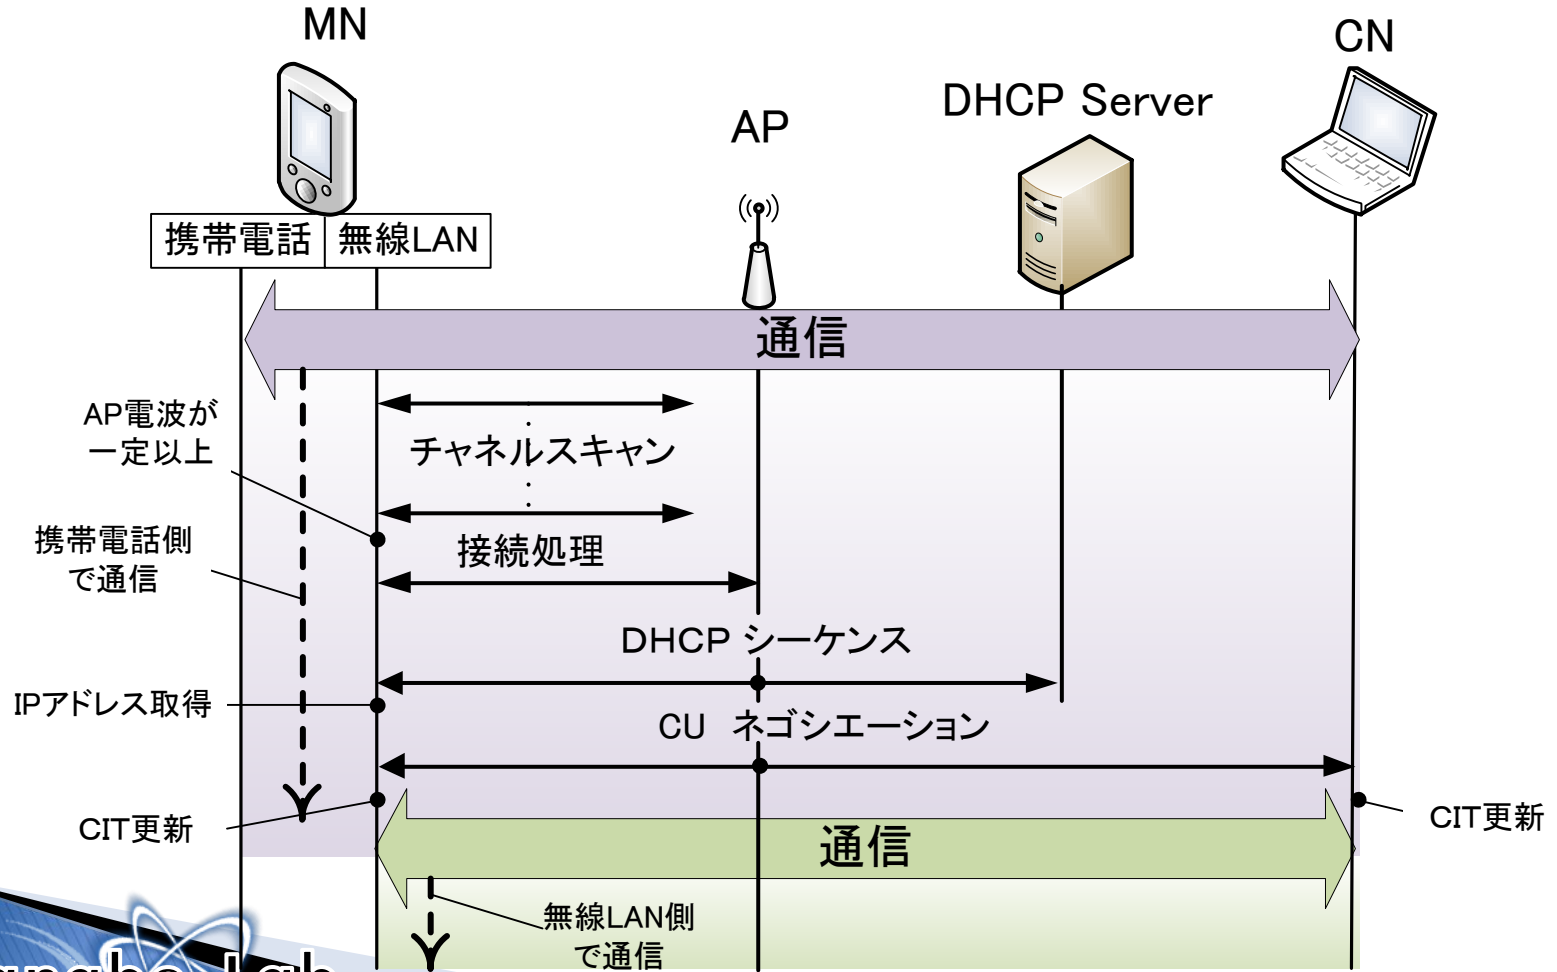 MN
CN
DHCP Server
AP
携帯電話
無線LAN
通信
AP電波が
一定以上
チャネルスキャン
携帯電話側
で通信
接続処理
DHCP シーケンス
IPアドレス取得
CU ネゴシエーション
CIT更新
CIT更新
通信
無線LAN側
で通信